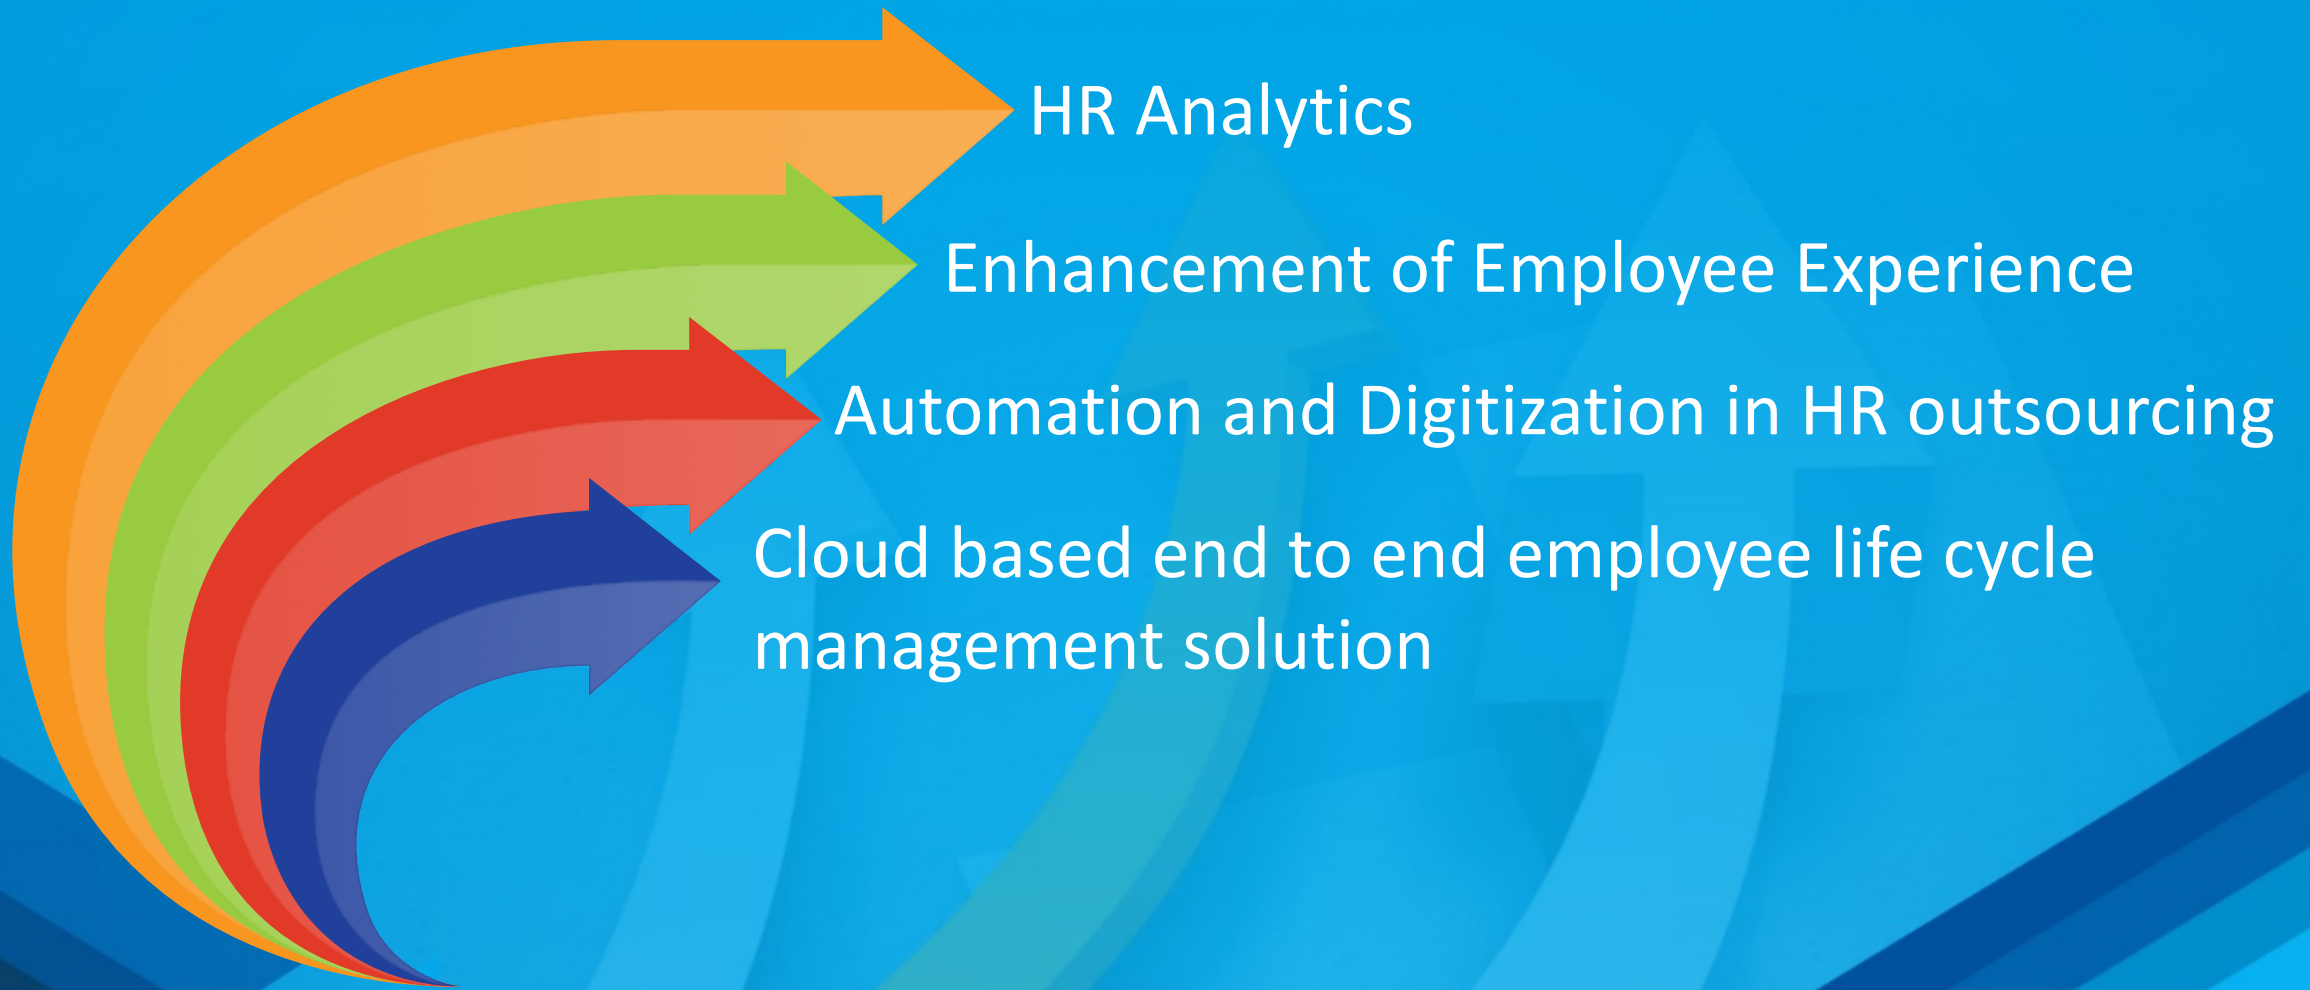 HR Analytics
Enhancement of Employee Experience
Automation and Digitization in HR outsourcing
Cloud based end to end employee life cycle
management solution